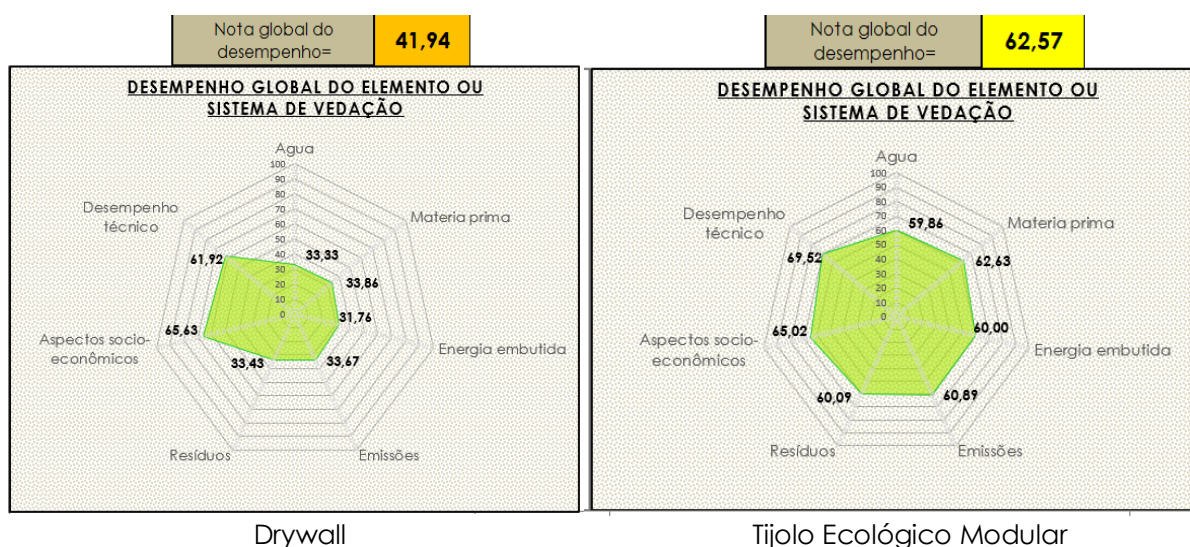 Nota global do
desempenho=
41,94
DESEMPENHO GLOBAL DO ELEMENTO OU
SISTEMA DE VEDAÇÃO
Agua
100
90
80
70
60
50
40
30
20
10
0
Materia prima
Energia embutida
Emissões
Resíduos
Aspectos socio-
econômicos
Desempenho
técnico
33,33
33,86
31,76
33,67
33,43
65,63
61,92
Drywall
Nota global do
desempenho=
62,57
DESEMPENHO GLOBAL DO ELEMENTO OU
SISTEMA DE VEDAÇÃO
Agua
100
90
80
70
60
50
40
30
20
10
0
Materia prima
Energia embutida
Emissões
Resíduos
Aspectos socio-
econômicos
Desempenho
técnico
59,86
62,63
60,00
60,89
60,09
65,02
69,52
Tijolo Ecológico Modular